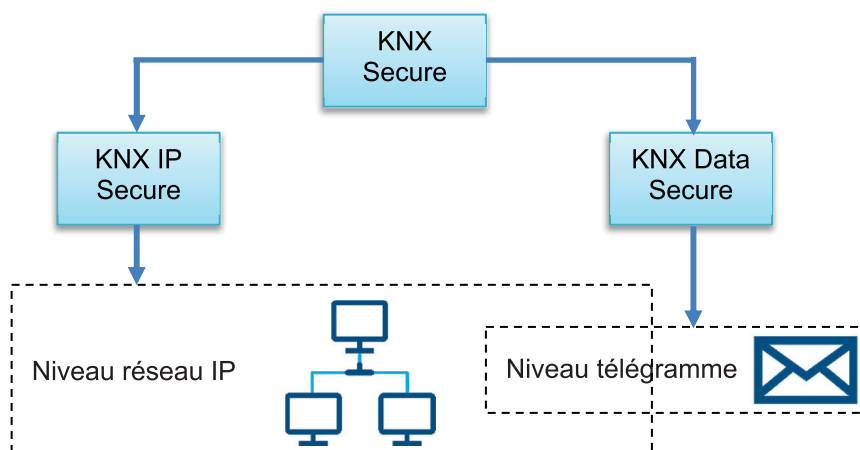 KNX
Secure
KNX IP
Secure
KNX Data
Secure
Niveau réseau IP
Niveau télégramme